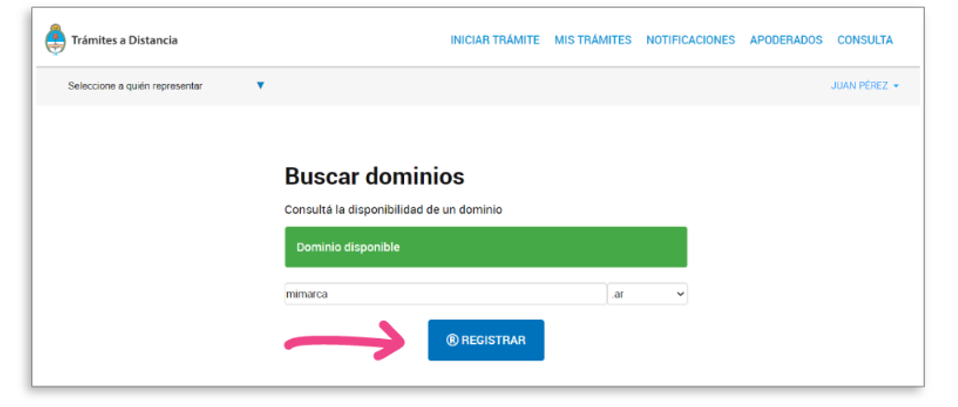 Trámites a Distancia
INICIAR TRÁMITE MIS TRÁMITES NOTIFICACIONES APODERADOS CONSULTA
Seleccione a quién representar
JUAN PÉREZ
Buscar dominios
Consultá la disponibilidad de un dominio
Dominio disponible
mimarca .ar
® REGISTRAR